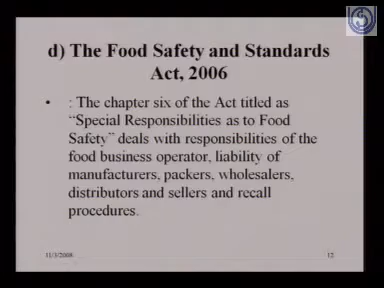 d) The Food Safety and Standards
Act, 2006
• : The chapter six of the Act titled as
“Special Responsibilities as to Food
Safety” deals with responsibilities of the
food business operator, liability of
manufacturers, packers, wholesalers,
distributors and sellers and recall
procedures.
11/3/2008 12